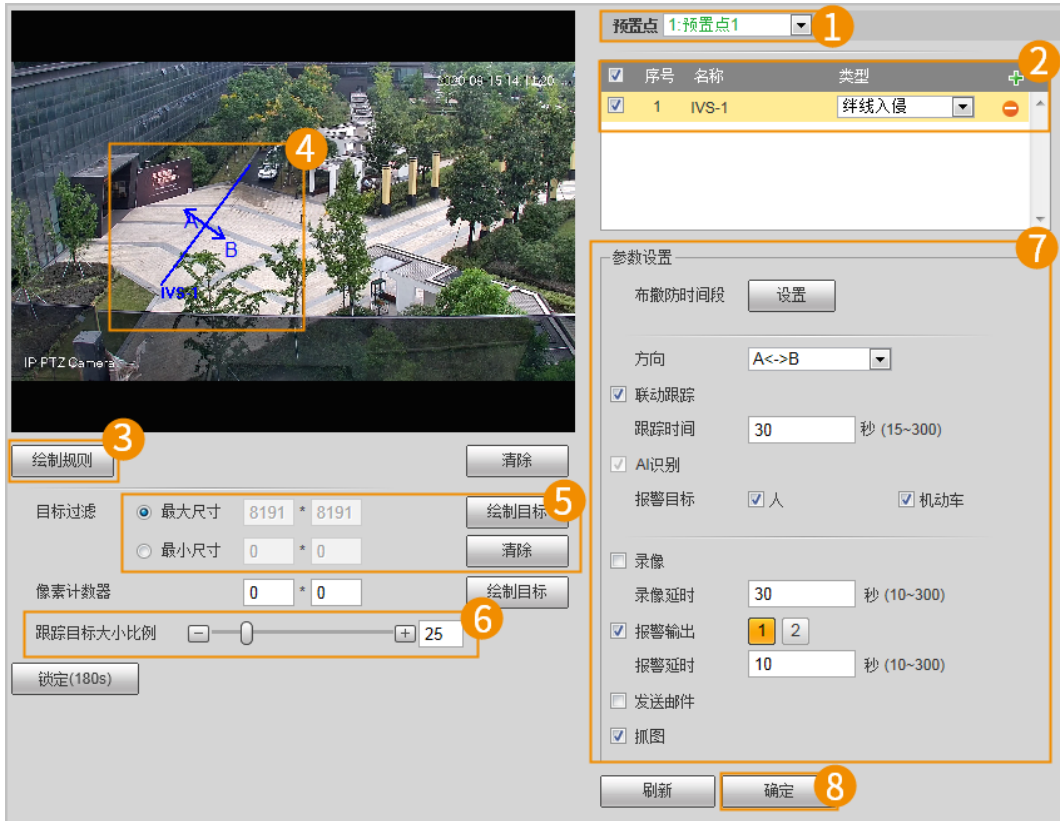 预置点 1:预置点1 1
2
序号 名称 类型
1 IVS-1 绊线入侵
2020-08-15 14:11:20
4
A
B
IVS-1
IP PTZ Camera
3
绘制规则 清除
目标过滤 最大尺寸 8191 * 8191 绘制目标 5
最小尺寸 0 * 0 清除
像素计数器 0 * 0 绘制目标
跟踪目标大小比例 - + 25 6
锁定(180s)
7
参数设置
布撤防时间段 设置
方向 A<->B
联动跟踪
跟踪时间 30 秒 (15~300)
AI识别
报警目标 人 机动车
录像
录像延时 30 秒 (10~300)
报警输出 1 2
报警延时 10 秒 (10~300)
发送邮件
抓图
刷新 确定 8